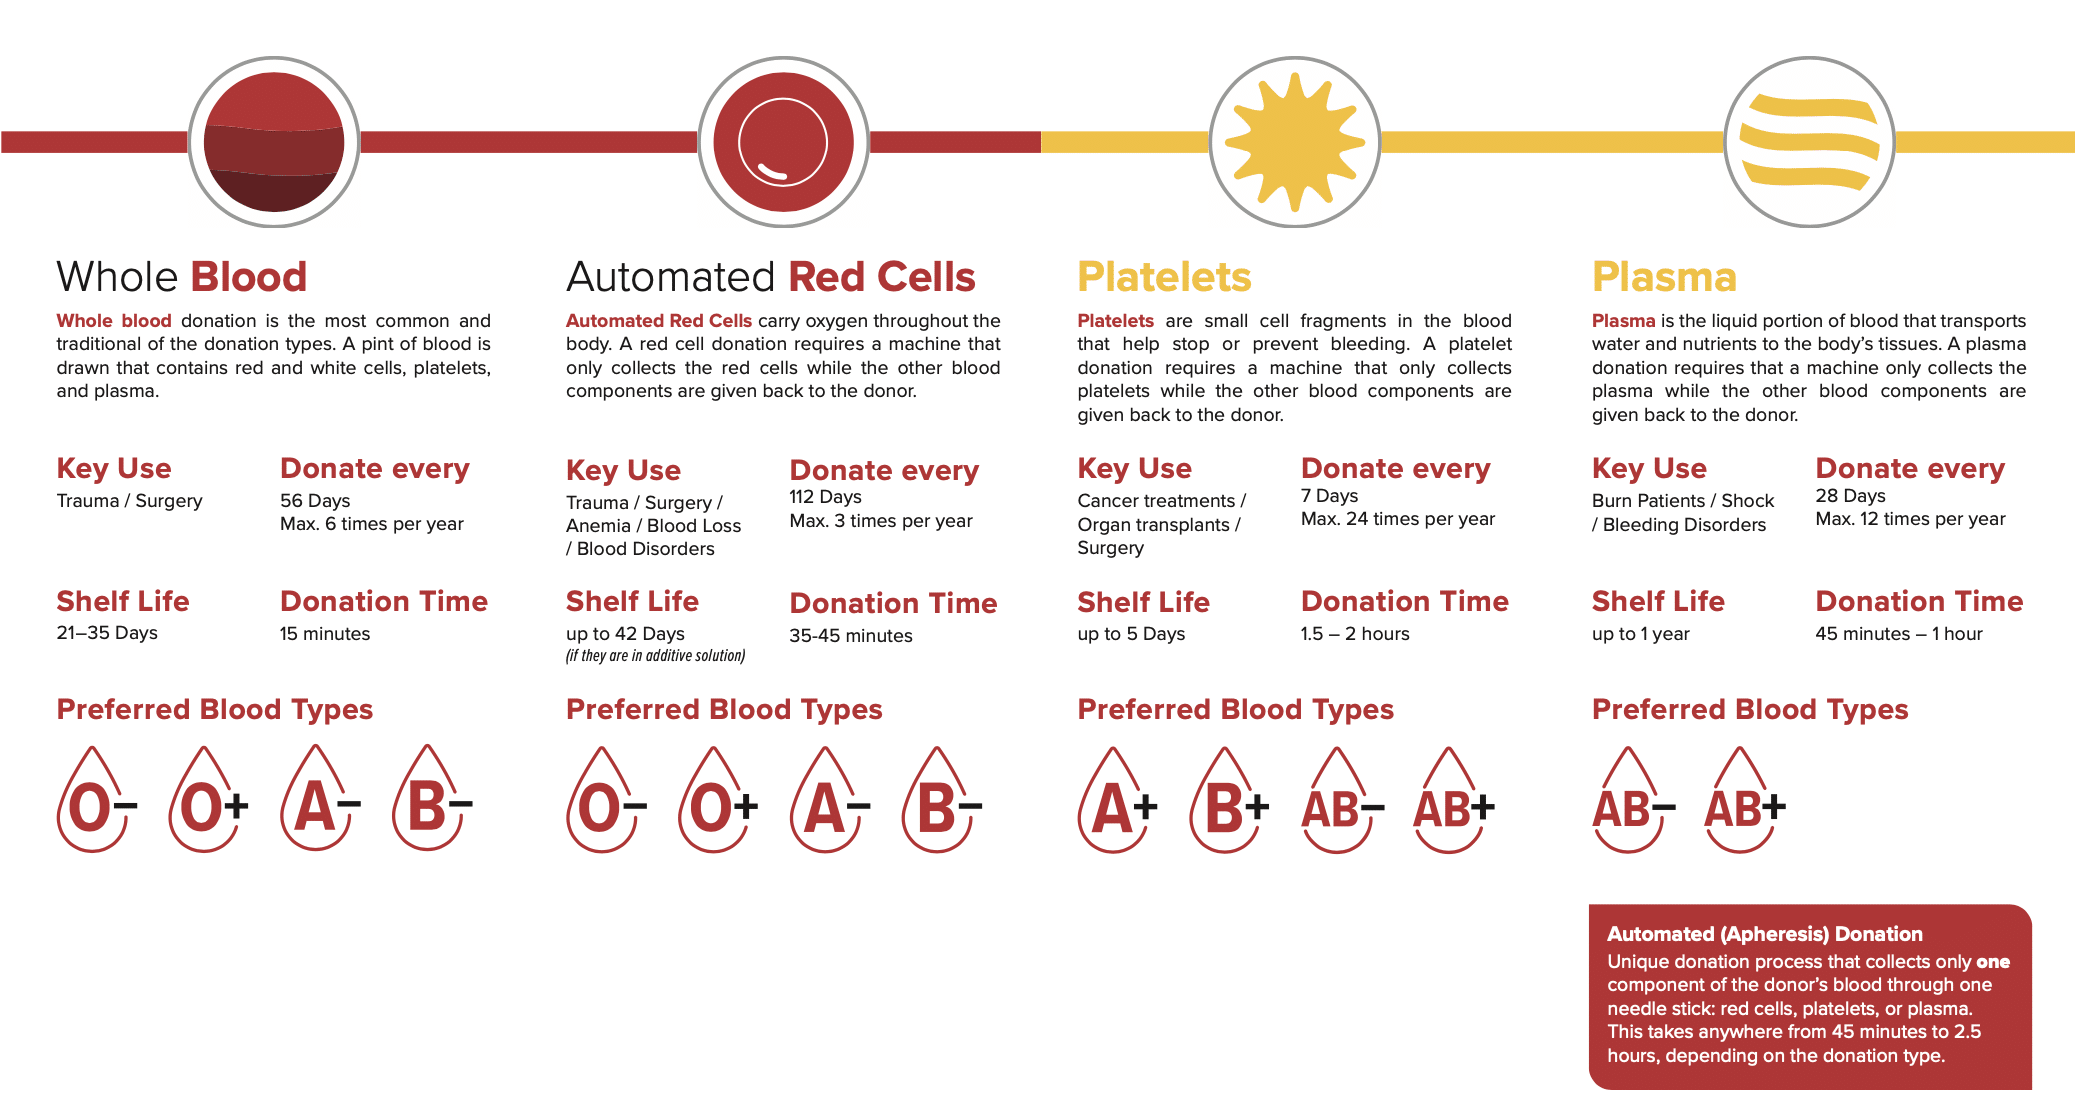 Whole Blood
Whole blood donation is the most common and
traditional of the donation types. A pint of blood is
drawn that contains red and white cells, platelets,
and plasma.
Key Use
Trauma / Surgery
Donate every
56 Days
Max. 6 times per year
Shelf Life
21–35 Days
Donation Time
15 minutes
Preferred Blood Types
O– O+ A– B–
Automated Red Cells
Automated Red Cells carry oxygen throughout the
body. A red cell donation requires a machine that
only collects the red cells while the other blood
components are given back to the donor.
Key Use
Trauma / Surgery /
Anemia / Blood Loss
/ Blood Disorders
Donate every
112 Days
Max. 3 times per year
Shelf Life
up to 42 Days
(if they are in additive solution)
Donation Time
35-45 minutes
Preferred Blood Types
O– O+ A– B–
Platelets
Platelets are small cell fragments in the blood
that help stop or prevent bleeding. A platelet
donation requires a machine that only collects
platelets while the other blood components are
given back to the donor.
Key Use
Cancer treatments /
Organ transplants /
Surgery
Donate every
7 Days
Max. 24 times per year
Shelf Life
up to 5 Days
Donation Time
1.5 – 2 hours
Preferred Blood Types
A+ B+ AB– AB+
Plasma
Plasma is the liquid portion of blood that transports
water and nutrients to the body’s tissues. A plasma
donation requires that a machine only collects the
plasma while the other blood components are
given back to the donor.
Key Use
Burn Patients / Shock
/ Bleeding Disorders
Donate every
28 Days
Max. 12 times per year
Shelf Life
up to 1 year
Donation Time
45 minutes – 1 hour
Preferred Blood Types
AB– AB+
Automated (Apheresis) Donation
Unique donation process that collects only one
component of the donor’s blood through one
needle stick: red cells, platelets, or plasma.
This takes anywhere from 45 minutes to 2.5
hours, depending on the donation type.